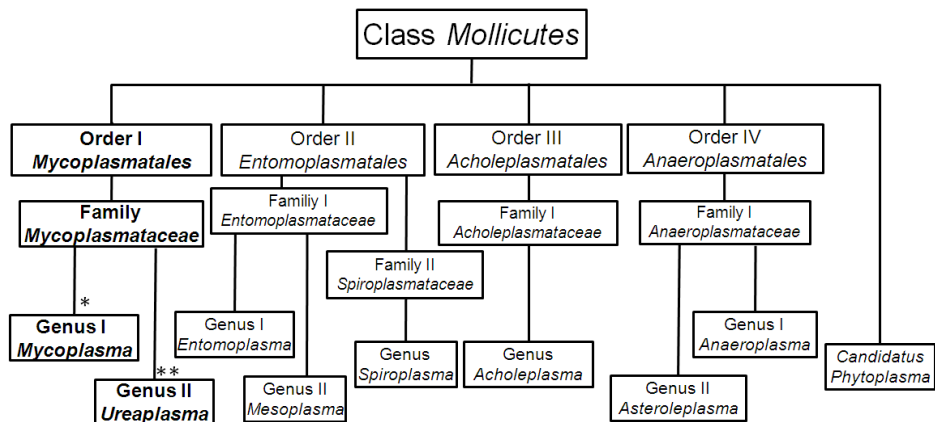 Class Mollicutes
Order I
Mycoplasmatales
Order II
Entomoplasmatales
Order III
Acholeplasmatales
Order IV
Anaeroplasmatales
Family
Mycoplasmataceae
Familiy I
Entomoplasmataceae
Family I
Acholeplasmataceae
Family I
Anaeroplasmataceae
Family II
Spiroplasmataceae
*
Genus I
Mycoplasma
Genus I
Entomoplasma
Genus I
Anaeroplasma
Genus
Spiroplasma
Genus
Acholeplasma
Candidatus
Phytoplasma
**
Genus II
Ureaplasma
Genus II
Mesoplasma
Genus II
Asteroleplasma